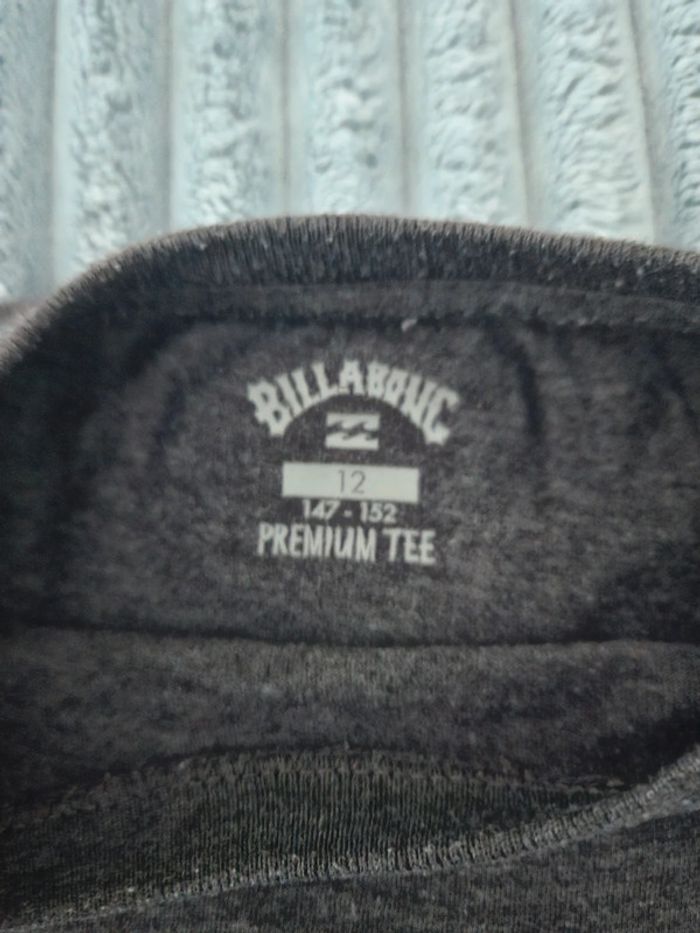 BILLABONG
12
147 - 152
PREMIUM TEE